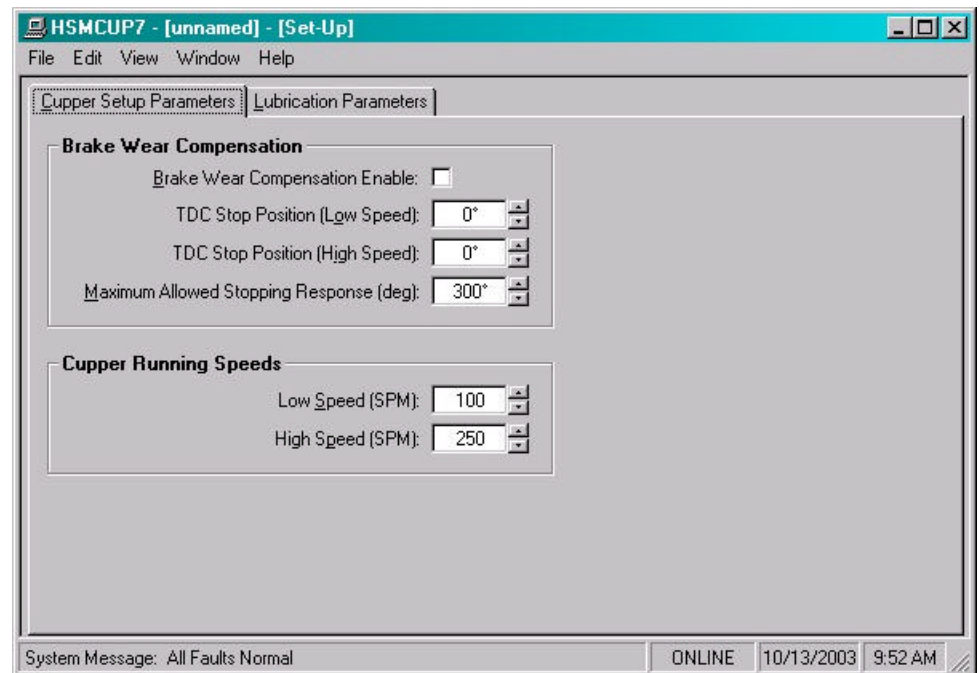 HSMCUP7 - [unnamed] - [Set-Up]
File Edit View Window Help
Cupper Setup Parameters Lubrication Parameters
Brake Wear Compensation
Brake Wear Compensation Enable:
TDC Stop Position (Low Speed): 0°
TDC Stop Position (High Speed): 0°
Maximum Allowed Stopping Response (deg): 300°
Cupper Running Speeds
Low Speed (SPM): 100
High Speed (SPM): 250
System Message: All Faults Normal ONLINE 10/13/2003 9:52 AM